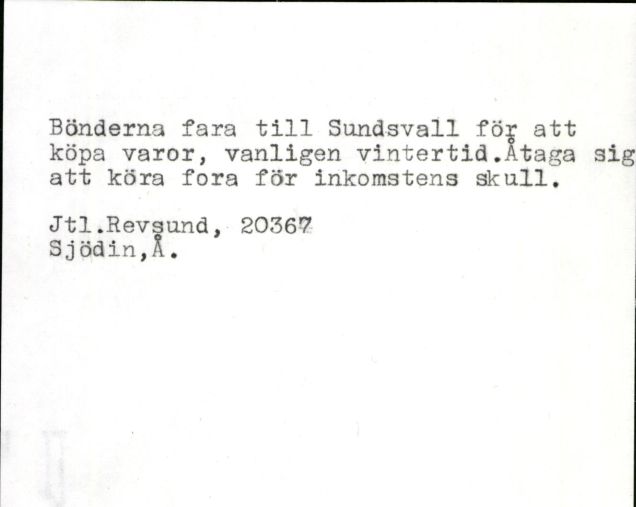 Bönderna fara till Sundsvall för att
köpa varor, vanligen vintertid.Åtaga sig
att köra fora för inkomstens skull.
Jtl.Revsund, 20367
Sjödin,Å.